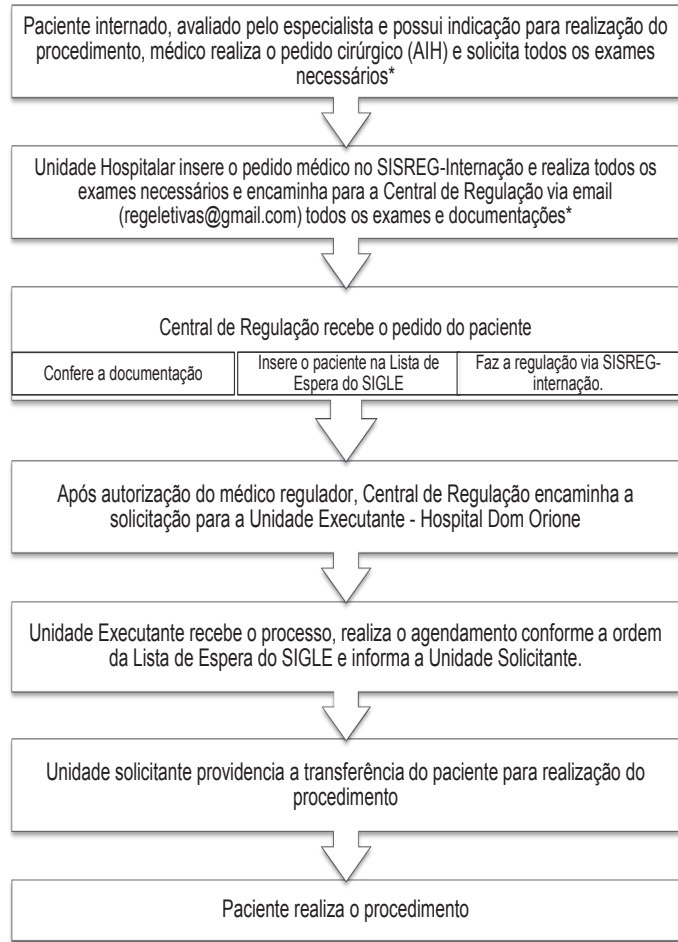 Paciente internado, avaliado pelo especialista e possui indicação para realização do
procedimento, médico realiza o pedido cirúrgico (AIH) e solicita todos os exames
necessários*
Unidade Hospitalar insere o pedido médico no SISREG-Internação e realiza todos os
exames necessários e encaminha para a Central de Regulação via email
(regeletivas@gmail.com) todos os exames e documentações*
Central de Regulação recebe o pedido do paciente
Confere a documentação
Insere o paciente na Lista de
Espera do SIGLE
Faz a regulação via SISREG-
internação.
Após autorização do médico regulador, Central de Regulação encaminha a
solicitação para a Unidade Executante - Hospital Dom Orione
Unidade Executante recebe o processo, realiza o agendamento conforme a ordem
da Lista de Espera do SIGLE e informa a Unidade Solicitante.
Unidade solicitante providencia a transferência do paciente para realização do
procedimento
Paciente realiza o procedimento